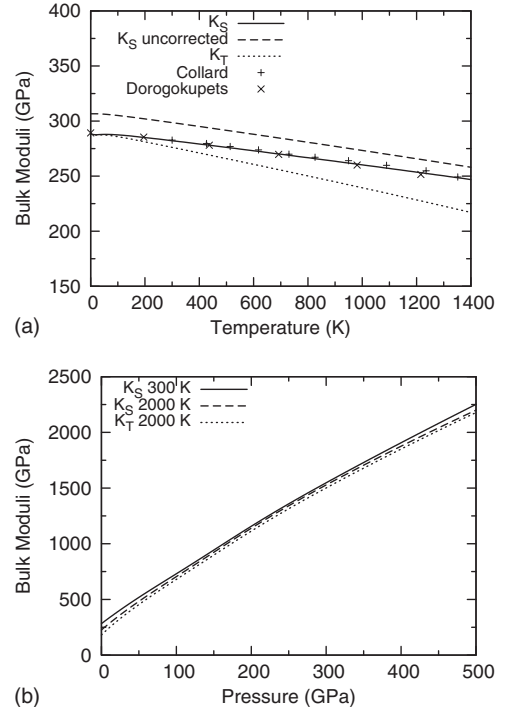 400
350
300
250
200
150
0 200 400 600 800 1000 1200 1400
Bulk Moduli (GPa)
Temperature (K)
K_S
K_S uncorrected
K_T
Collard
Dorogokupets
(a)
2500
2000
1500
1000
500
0
0 100 200 300 400 500
Bulk Moduli (GPa)
Pressure (GPa)
K_S 300 K
K_S 2000 K
K_T 2000 K
(b)